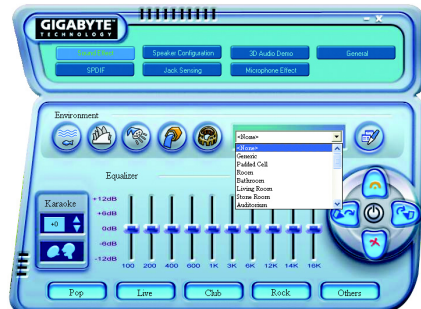 GIGABYTE™
TECHNOLOGY
Sound Effect
Speaker Configuration
3D Audio Demo
General
SPDIF
Jack Sensing
Microphone Effect
Environment
<None>
<None>
Generic
Padded Cell
Room
Bathroom
Living Room
Stone Room
Auditorium
Equalizer
Karaoke
+0
+12dB
+6dB
0dB
-6dB
-12dB
100 200 400 600 1K 3K 6K 12K 14K 16K
Pop
Live
Club
Rock
Others